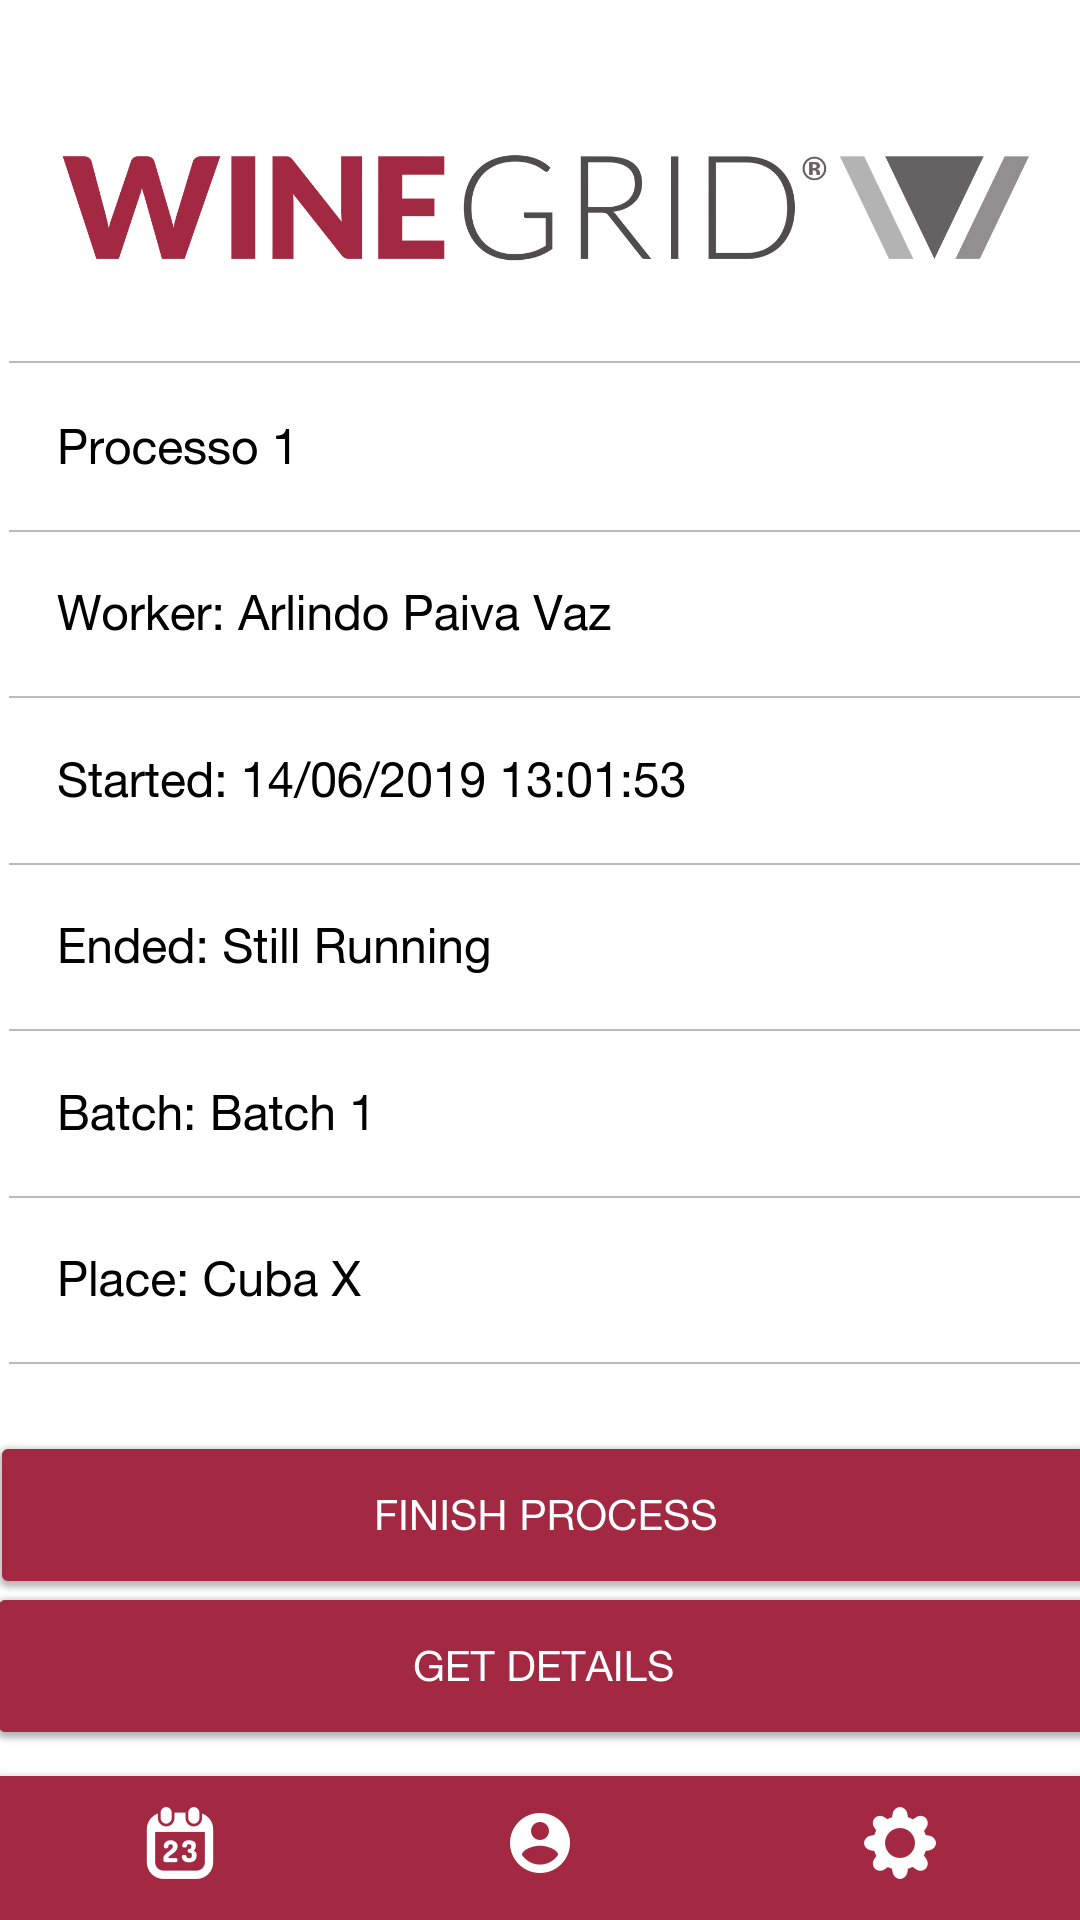 WINEGRID®
Processo 1
Worker: Arlindo Paiva Vaz
Started: 14/06/2019 13:01:53
Ended: Still Running
Batch: Batch 1
Place: Cuba X
FINISH PROCESS
GET DETAILS
23